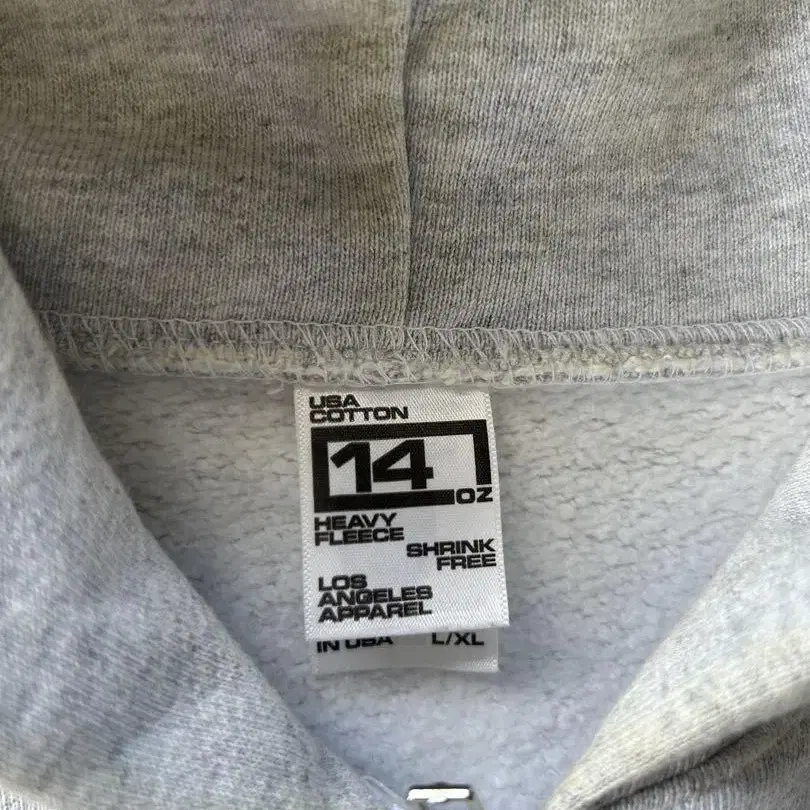 USA
COTTON
14
OZ
HEAVY
FLEECE
SHRINK
FREE
LOS
ANGELES
APPAREL
IN USA L/XL